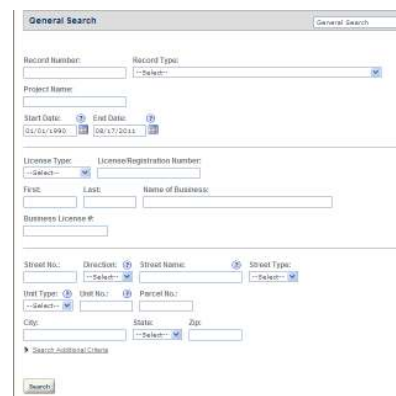 General Search General Search
Record Number: Record Type:
--Select--
Project Name:
Start Date: End Date:
01/01/1990 08/17/2011
License Type: License/Registration Number:
--Select--
First: Last: Name of Business:
Business License #:
Street No.: Direction: Street Name: Street Type:
--Select-- --Select--
Unit Type: Unit No.: Parcel No.:
--Select--
City: State: Zip:
--Select--
Search Additional Criteria
Search